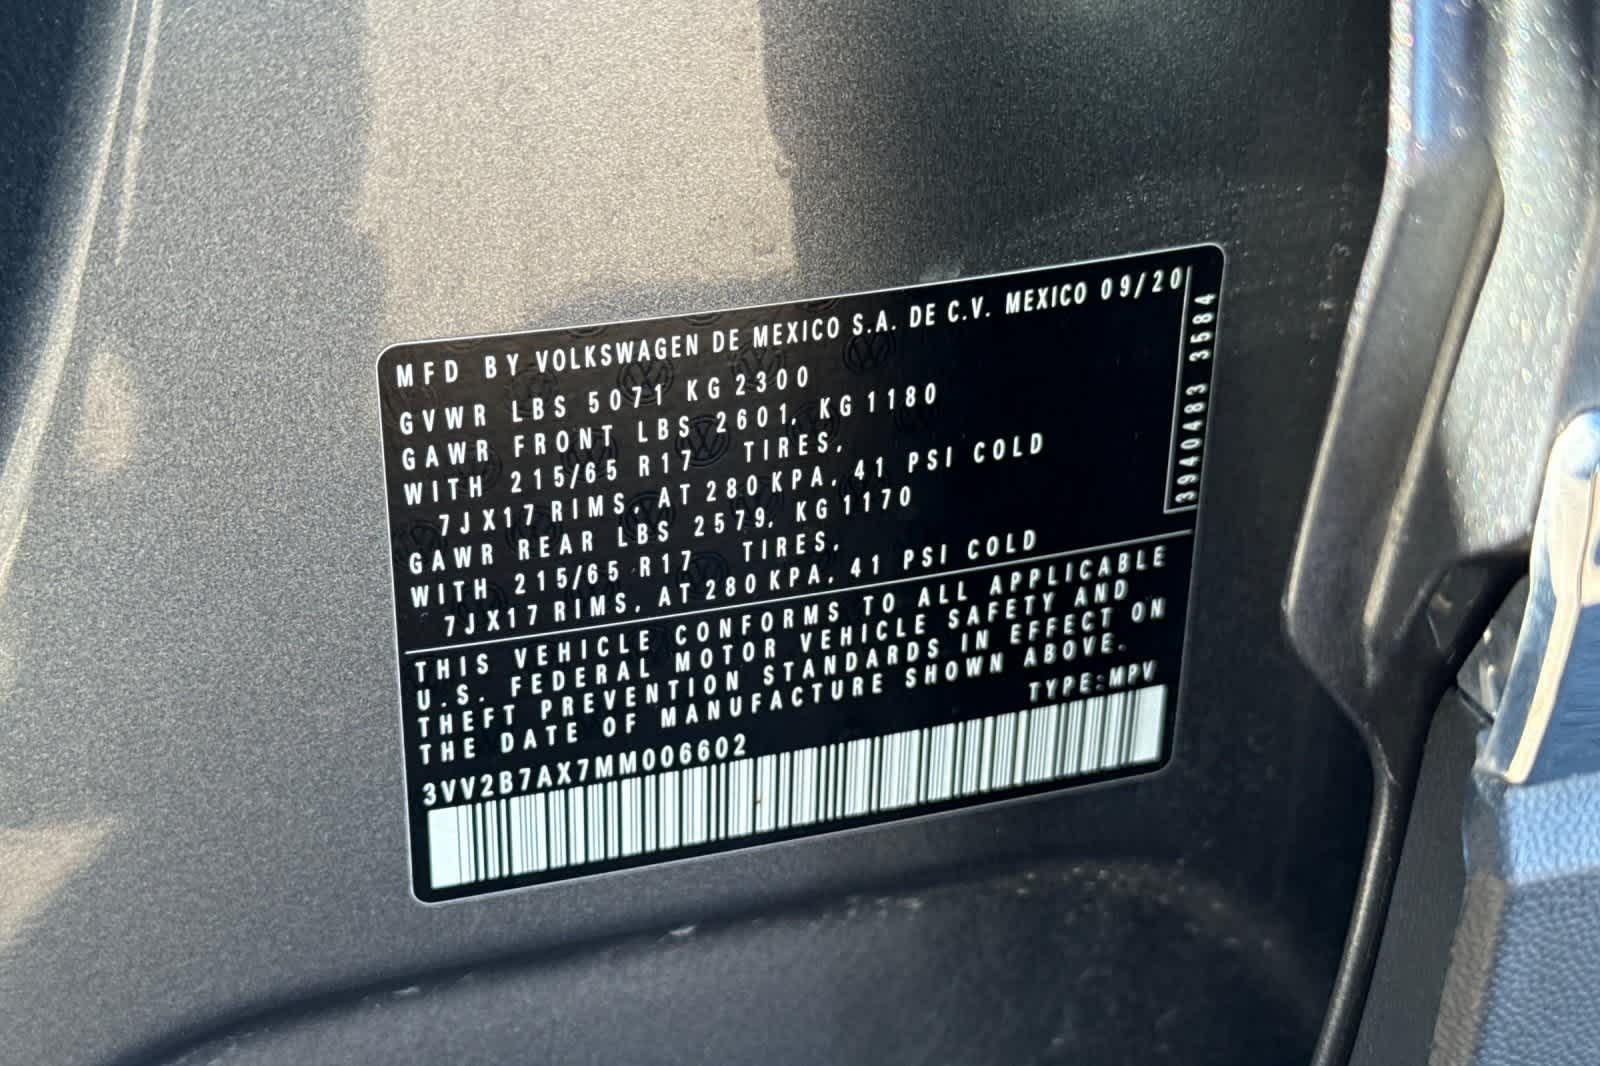 MFD BY VOLKSWAGEN DE MEXICO S.A. DE C.V. MEXICO 09/20
GVWR LBS 5071 KG 2300
GAWR FRONT LBS 2601, KG 1180
WITH 215/65 R17 TIRES,
7JX17 RIMS, AT 280 KPA, 41 PSI COLD
GAWR REAR LBS 2579, KG 1170
WITH 215/65 R17 TIRES,
7JX17 RIMS, AT 280 KPA, 41 PSI COLD
3940483 3584
THIS VEHICLE CONFORMS TO ALL APPLICABLE
U.S. FEDERAL MOTOR VEHICLE SAFETY AND
THEFT PREVENTION STANDARDS IN EFFECT ON
THE DATE OF MANUFACTURE SHOWN ABOVE.
TYPE:MPV
3VV2B7AX7MM006602